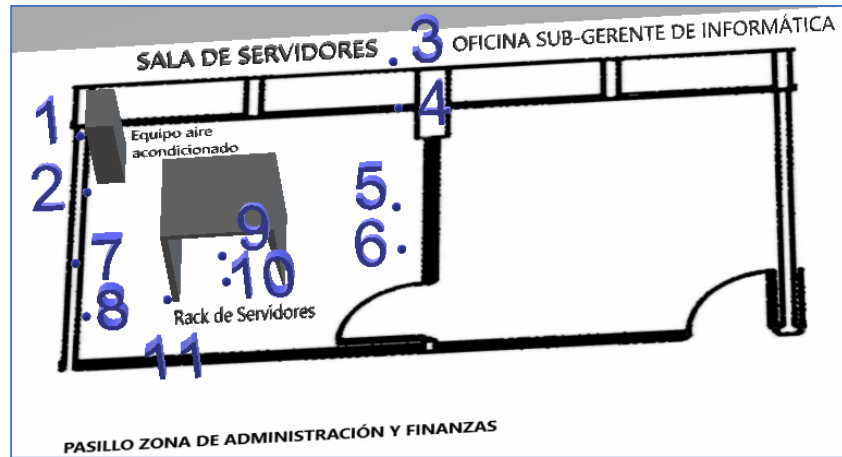 SALA DE SERVIDORES
3
OFICINA SUB-GERENTE DE INFORMÁTICA
1
4
Equipo aire
acondicionado
2
5
9
6
7
10
8
Rack de Servidores
11
PASILLO ZONA DE ADMINISTRACIÓN Y FINANZAS